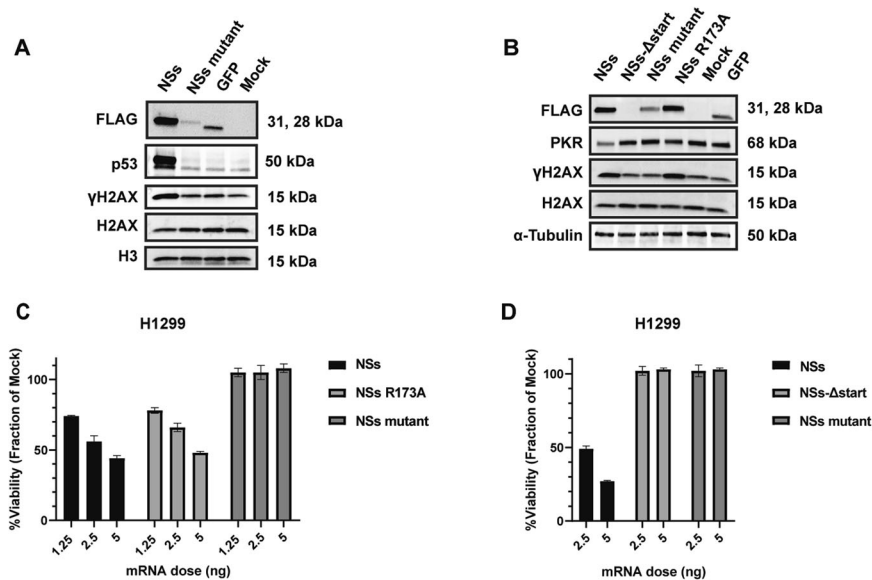 A
NSs
NSs mutant
GFP
Mock
FLAG
31, 28 kDa
p53
50 kDa
γH2AX
15 kDa
H2AX
15 kDa
H3
15 kDa
B
NSs
NSs-Δstart
NSs mutant
NSs R173A
Mock
GFP
FLAG
31, 28 kDa
PKR
68 kDa
γH2AX
15 kDa
H2AX
15 kDa
α-Tubulin
50 kDa
C
H1299
%Viability (Fraction of Mock)
100
50
0
1.25
2.5
5
1.25
2.5
5
1.25
2.5
5
mRNA dose (ng)
NSs
NSs R173A
NSs mutant
D
H1299
%Viability (Fraction of Mock)
100
50
0
2.5
5
2.5
5
2.5
5
mRNA dose (ng)
NSs
NSs-Δstart
NSs mutant